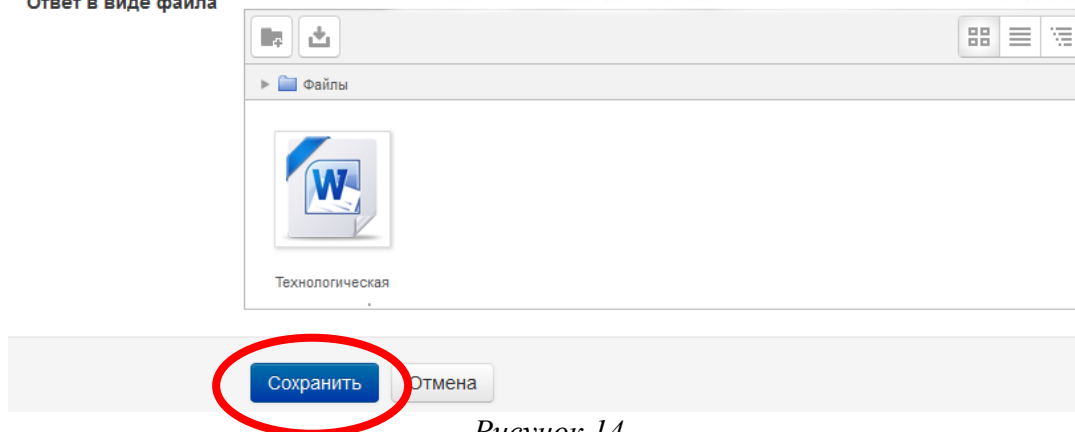 Ответ в виде файла
Файлы
W
Технологическая
Сохранить
Отмена
Рисунок 14